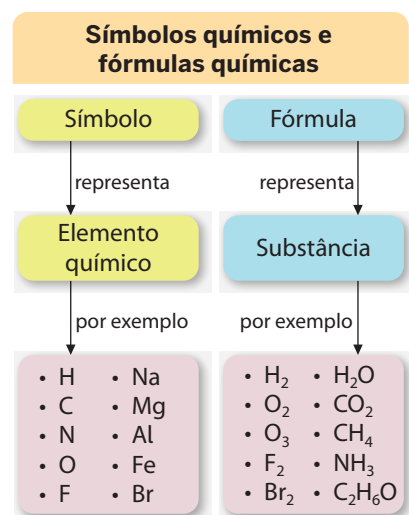 Símbolos químicos e
fórmulas químicas
Símbolo
Fórmula
representa
representa
Elemento
químico
Substância
por exemplo
por exemplo
• H • Na
• C • Mg
• N • Al
• O • Fe
• F • Br
• H₂ • H₂O
• O₂ • CO₂
• O₃ • CH₄
• F₂ • NH₃
• Br₂ • C₂H₆O